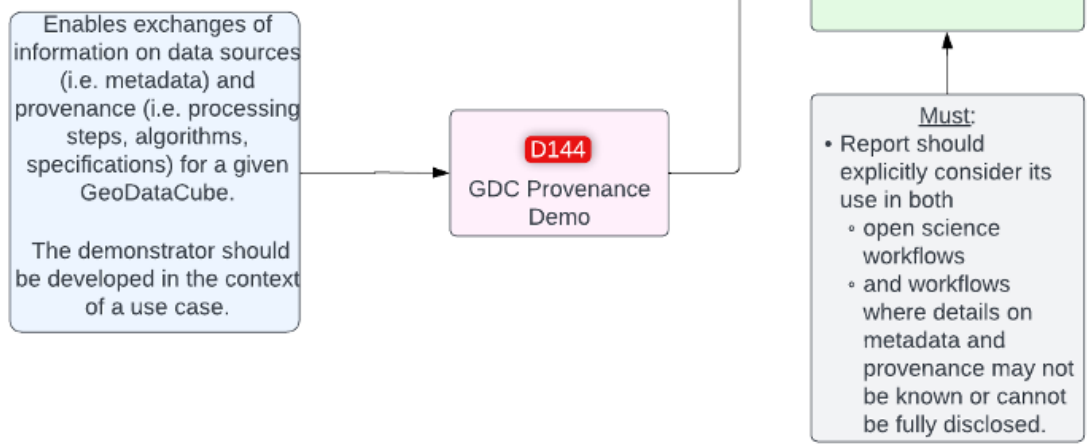 Enables exchanges of
information on data sources
(i.e. metadata) and
provenance (i.e. processing
steps, algorithms,
specifications) for a given
GeoDataCube.
The demonstrator should
be developed in the context
of a use case.
D144
GDC Provenance
Demo
Must:
• Report should
explicitly consider its
use in both
◦ open science
workflows
◦ and workflows
where details on
metadata and
provenance may not
be known or cannot
be fully disclosed.